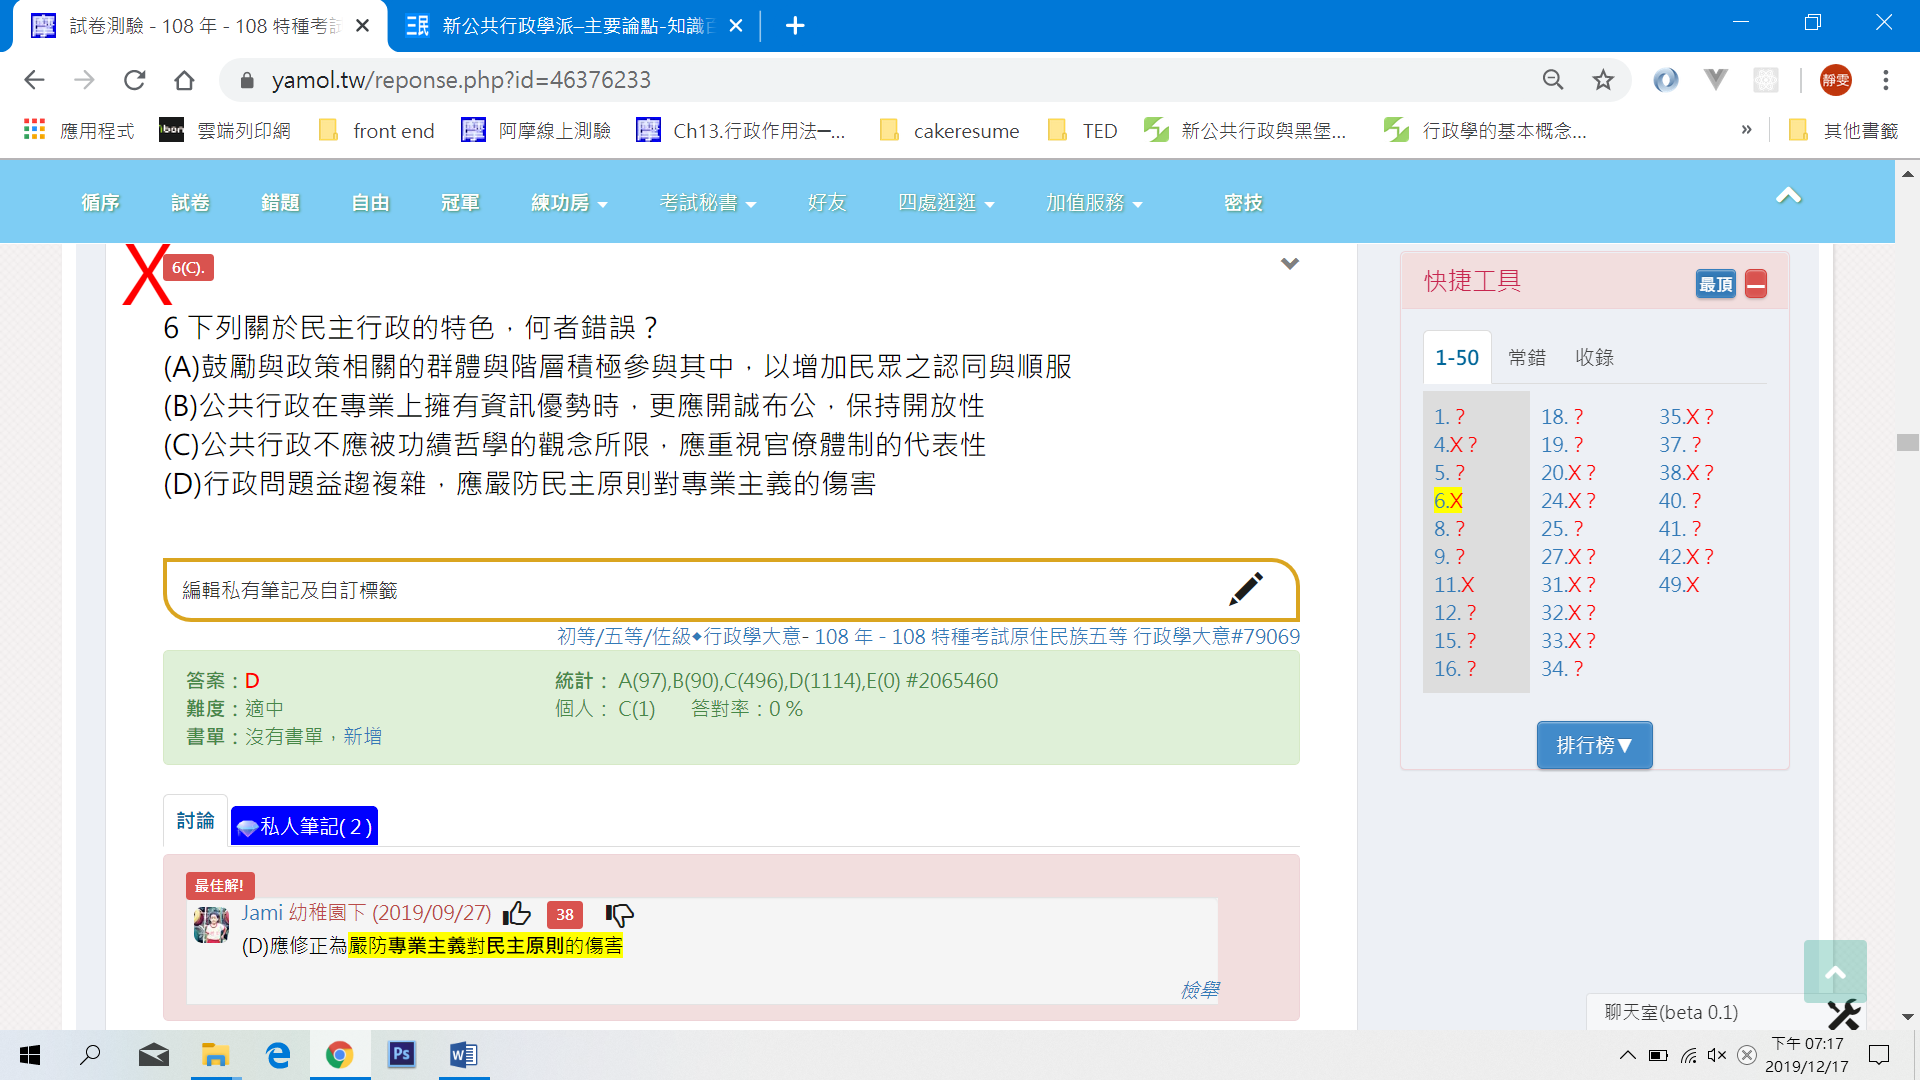 試卷測驗 - 108 年 - 108 特種考試
新公共行政學派─主要論點-知識
yamol.tw/reponse.php?id=46376233
靜雯
應用程式
ibon
雲端列印網
front end
阿摩線上測驗
Ch13.行政作用法─...
cakeresume
TED
新公共行政與黑堡...
行政學的基本概念...
»
其他書籤
循序
試卷
錯題
自由
冠軍
練功房
考試秘書
好友
四處逛逛
加值服務
密技
X
6(C).
6 下列關於民主行政的特色，何者錯誤？
(A)鼓勵與政策相關的群體與階層積極參與其中，以增加民眾之認同與順服
(B)公共行政在專業上擁有資訊優勢時，更應開誠布公，保持開放性
(C)公共行政不應被功績哲學的觀念所限，應重視官僚體制的代表性
(D)行政問題益趨複雜，應嚴防民主原則對專業主義的傷害
編輯私有筆記及自訂標籤
初等/五等/佐級◆行政學大意- 108 年 - 108 特種考試原住民族五等 行政學大意#79069
答案：D
統計： A(97),B(90),C(496),D(1114),E(0) #2065460
難度：適中
個人： C(1) 答對率：0 %
書單：沒有書單，新增
討論
私人筆記( 2 )
最佳解!
Jami 幼稚園下 (2019/09/27)
38
(D)應修正為嚴防專業主義對民主原則的傷害
檢舉
快捷工具
最頂
1-50
常錯
收錄
1. ?
4.X ?
5. ?
6.X
8. ?
9. ?
11.X
12. ?
15. ?
16. ?
18. ?
19. ?
20.X ?
24.X ?
25. ?
27.X ?
31.X ?
32.X ?
33.X ?
34. ?
35.X ?
37. ?
38.X ?
40. ?
41. ?
42.X ?
49.X
排行榜▼
聊天室(beta 0.1)
Ps
下午 07:17
2019/12/17